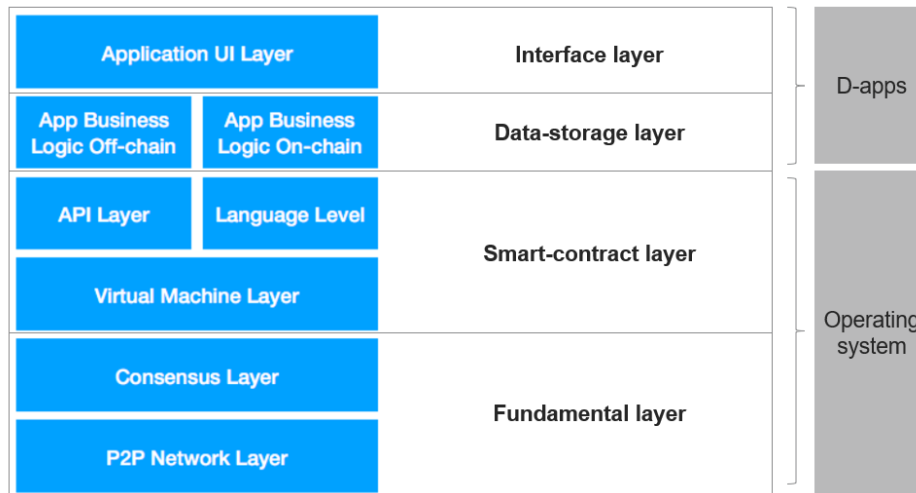 Application UI Layer
Interface layer
D-apps
App Business
Logic Off-chain
App Business
Logic On-chain
Data-storage layer
API Layer
Language Level
Smart-contract layer
Virtual Machine Layer
Operating
system
Consensus Layer
Fundamental layer
P2P Network Layer